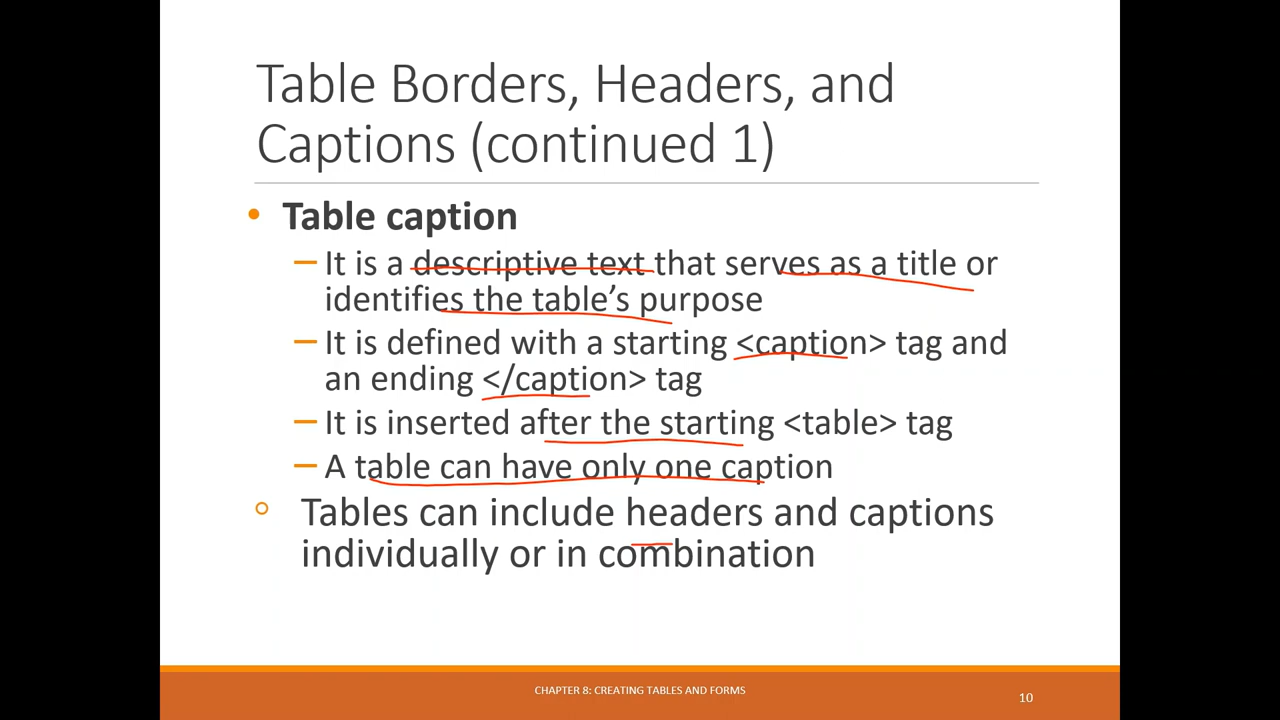 Table Borders, Headers, and
Captions (continued 1)
• Table caption
– It is a descriptive text that serves as a title or
identifies the table’s purpose
– It is defined with a starting <caption> tag and
an ending </caption> tag
– It is inserted after the starting <table> tag
– A table can have only one caption
◦ Tables can include headers and captions
individually or in combination
CHAPTER 8: CREATING TABLES AND FORMS
10